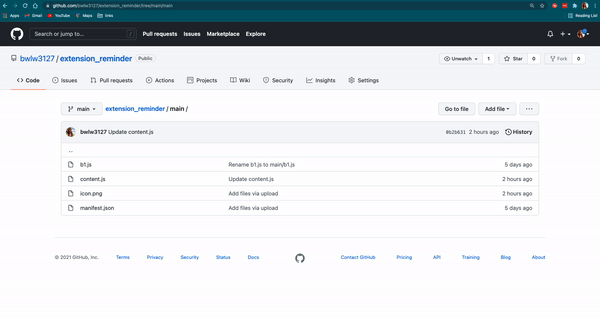 github.com/bwlw3127/extension_reminder/tree/main/main
Apps Gmail YouTube Maps links Reading List
Search or jump to... / Pull requests Issues Marketplace Explore
bwlw3127 / extension_reminder Public Unwatch 1 Star 0 Fork 0
Code Issues Pull requests Actions Projects Wiki Security Insights Settings
main extension_reminder / main / Go to file Add file ...
bwlw3127 Update content.js 0b2b631 2 hours ago History
..
b1.js Rename b1.js to main/b1.js 5 days ago
content.js Update content.js 2 hours ago
icon.png Add files via upload 2 hours ago
manifest.json Add files via upload 5 days ago
© 2021 GitHub, Inc. Terms Privacy Security Status Docs Contact GitHub Pricing API Training Blog About